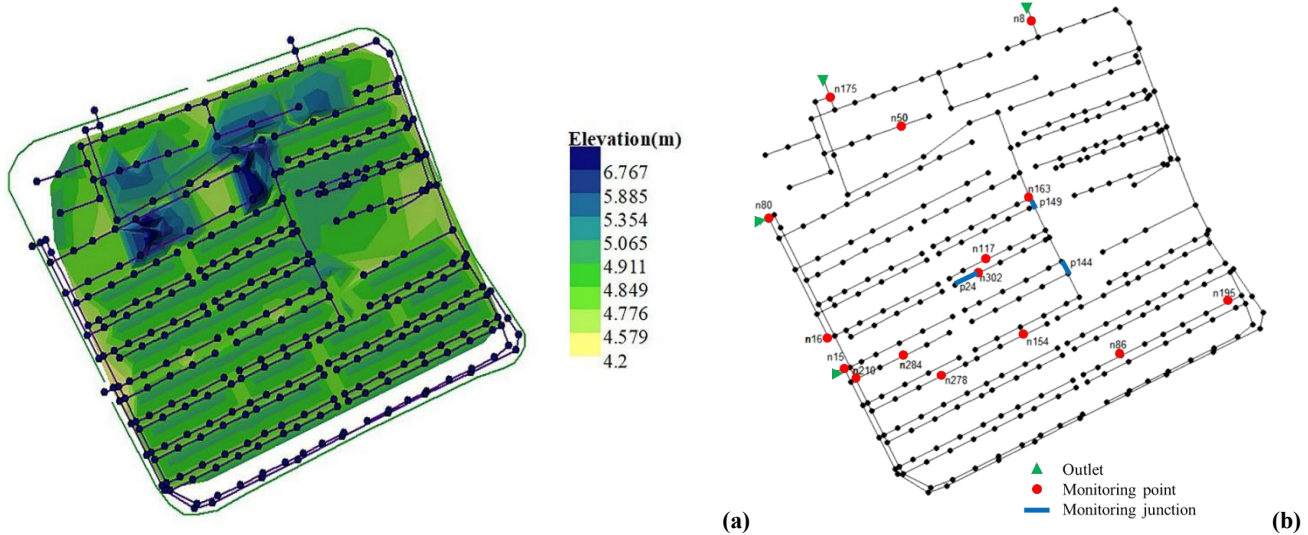 Elevation(m)
6.767
5.885
5.354
5.065
4.911
4.849
4.776
4.579
4.2
(a)
n8
n175
n50
n163
p149
n80
n117
p144
n302
p24
n195
n16
n154
n15
n86
n210
n284
n278
Outlet
Monitoring point
Monitoring junction
(b)